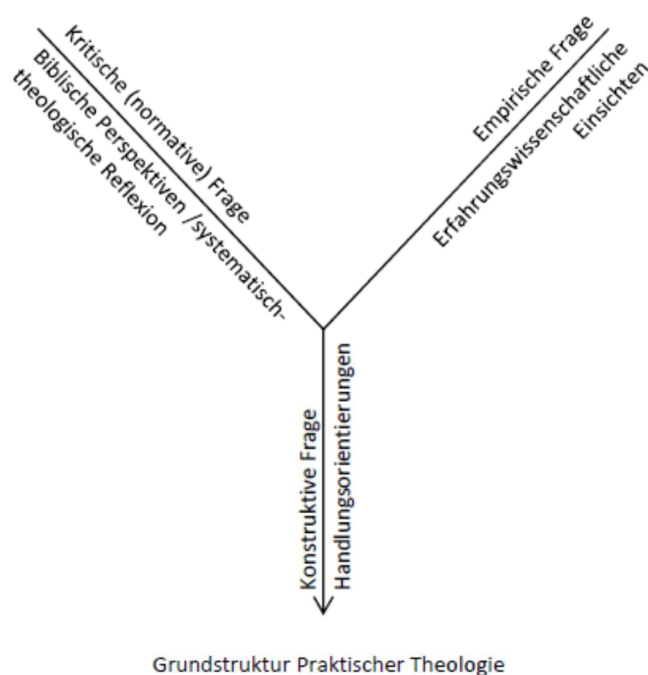 Kritische (normative) Frage
Biblische Perspektiven /systematisch-
theologische Reflexion
Empirische Frage
Erfahrungswissenschaftliche
Einsichten
Konstruktive Frage
Handlungsorientierungen
Grundstruktur Praktischer Theologie